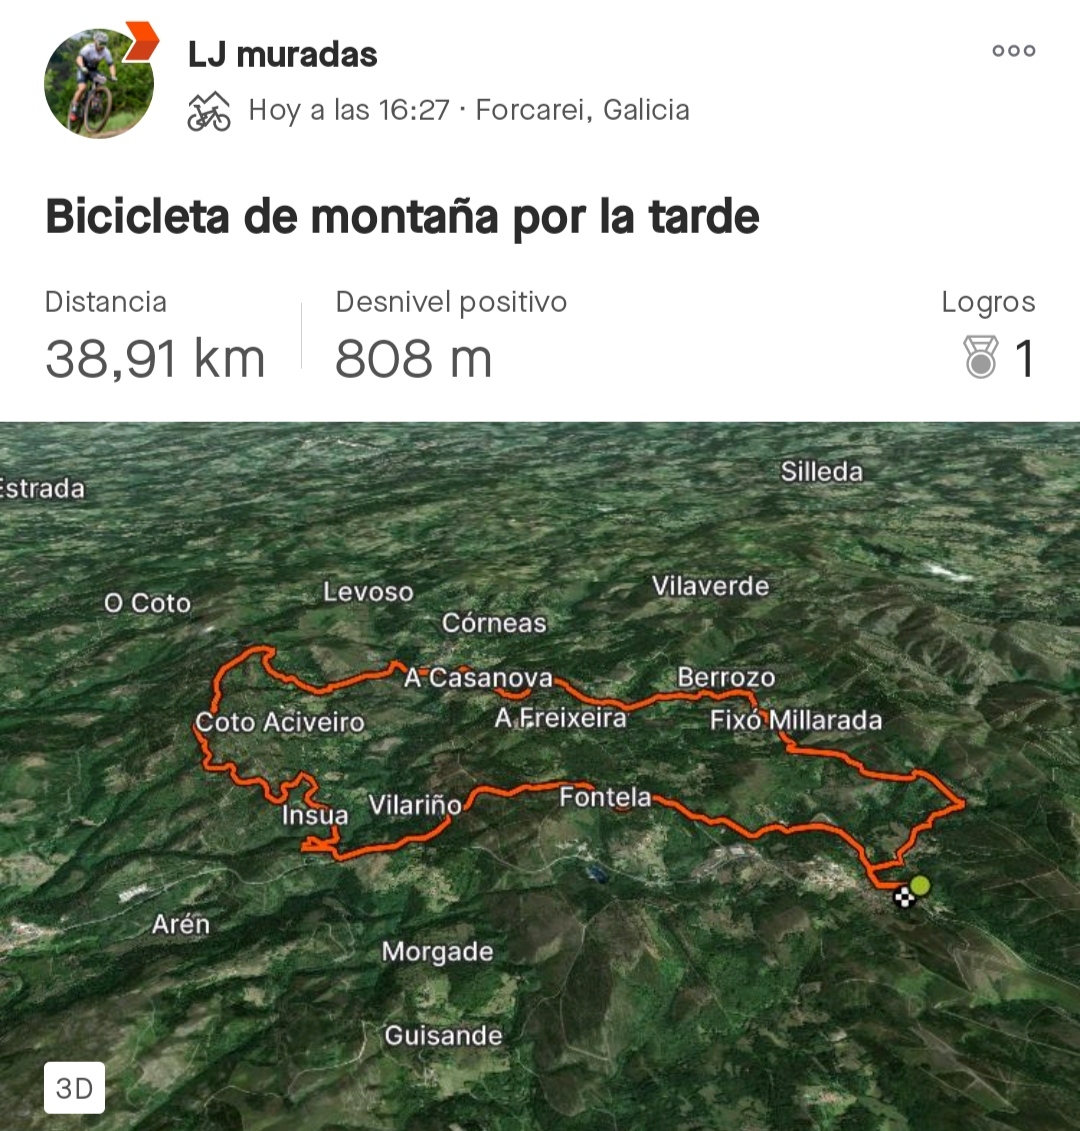 LJ muradas
Hoy a las 16:27 · Forcarei, Galicia
Bicicleta de montaña por la tarde
Distancia
38,91 km
Desnivel positivo
808 m
Logros
1
Silleda
Estrada
Vilaverde
Levoso
O Coto
Córneas
A Casanova
Berrozo
A Freixeira
Fixó Millarada
Coto Aciveiro
Fontela
Vilariño
Insua
Arén
Morgade
Guisande
3D